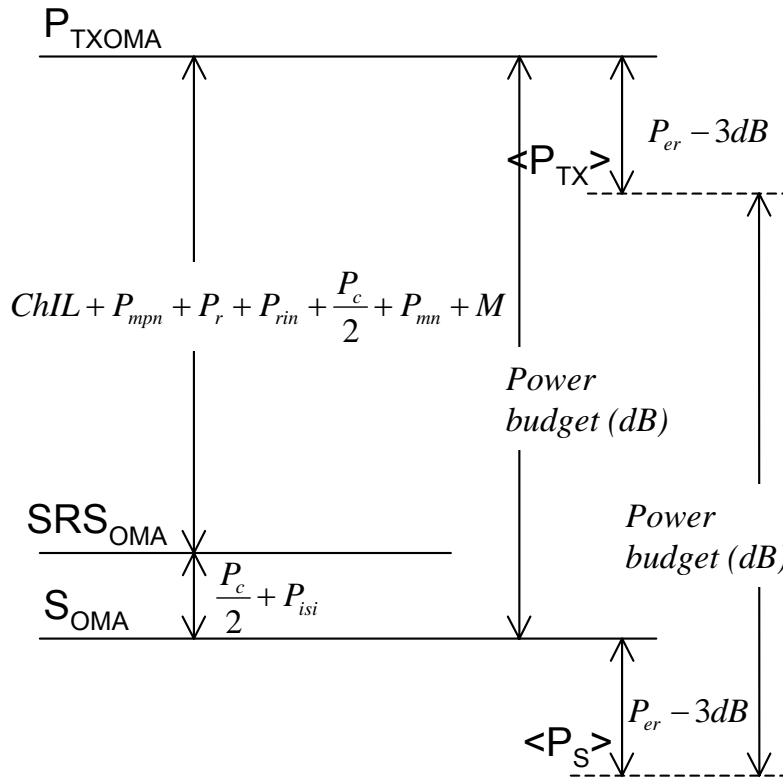 P_TXOMA
P_er − 3dB
<P_TX>
ChIL + P_mpn + P_r + P_rin + P_c/2 + P_mn + M
Power
budget (dB)
SRS_OMA
Power
budget (dB)
P_c/2 + P_isi
S_OMA
P_er − 3dB
<P_S>